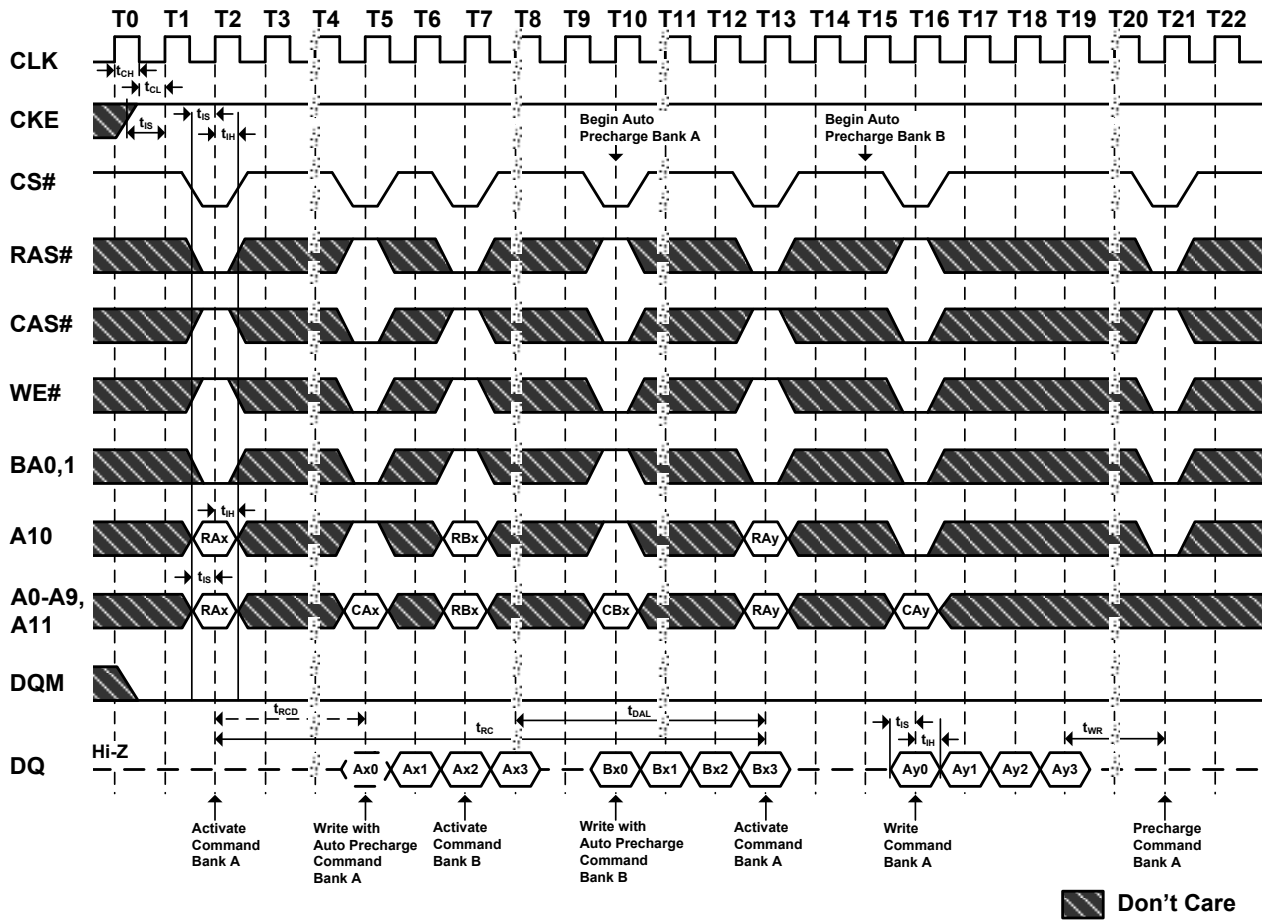 T0 T1 T2 T3 T4 T5 T6 T7 T8 T9 T10 T11 T12 T13 T14 T15 T16 T17 T18 T19 T20 T21 T22
CLK
tCH
tCL
CKE
tIS
tIS
tIH
Begin Auto
Precharge Bank A
Begin Auto
Precharge Bank B
CS#
RAS#
CAS#
WE#
BA0,1
tIH
A10
RAx RBx RAy
tIS
A0-A9,
A11
RAx CAx RBx CBx RAy CAy
DQM
tRCD
tRC
tDAL
tIS
tIH
tWR
Hi-Z
DQ
Ax0 Ax1 Ax2 Ax3 Bx0 Bx1 Bx2 Bx3 Ay0 Ay1 Ay2 Ay3
Activate
Command
Bank A
Write with
Auto Precharge
Command
Bank A
Activate
Command
Bank B
Write with
Auto Precharge
Command
Bank B
Activate
Command
Bank A
Write
Command
Bank A
Precharge
Command
Bank A
Don't Care